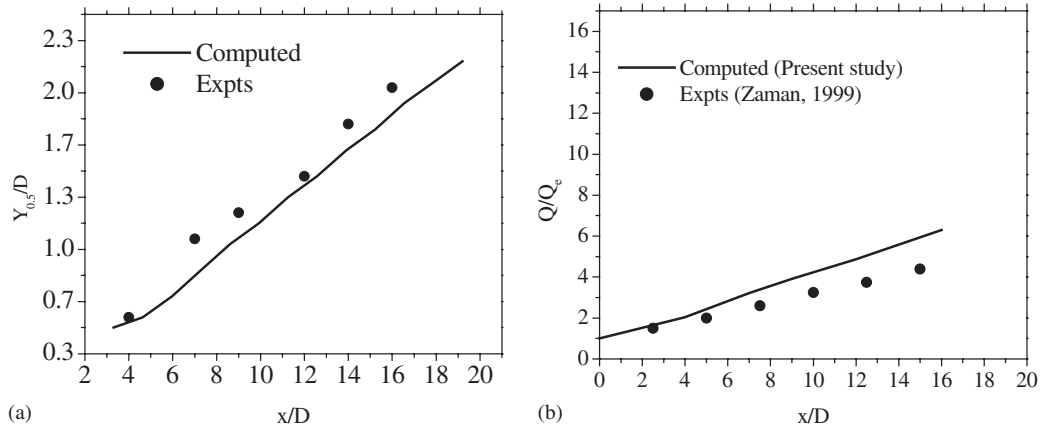 2.3
2.0
1.7
1.3
1.0
0.7
0.3
Y0.5/D
Computed
Expts
2 4 6 8 10 12 14 16 18 20
x/D
(a)
16
14
12
10
8
6
4
2
0
Q/Qe
Computed (Present study)
Expts (Zaman, 1999)
0 2 4 6 8 10 12 14 16 18 20
x/D
(b)